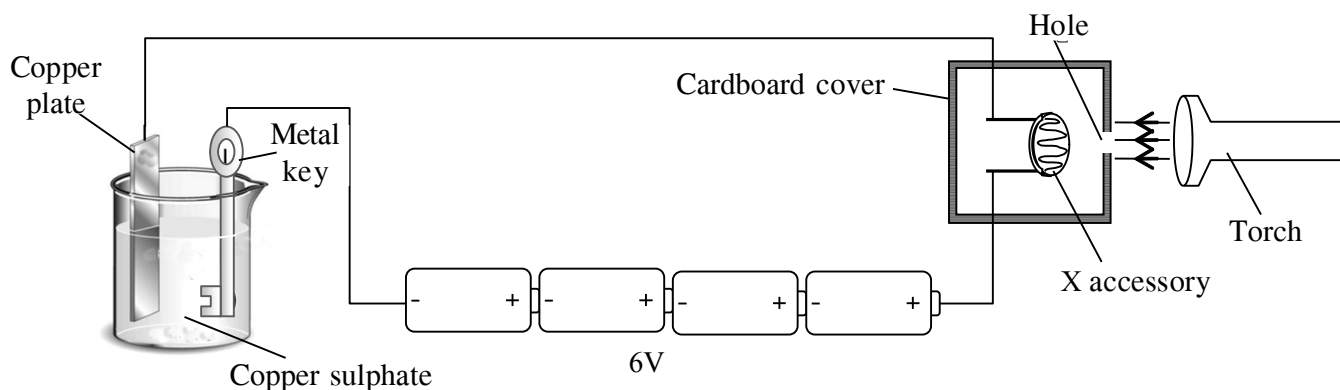 Hole
Cardboard cover
Copper
plate
Metal
key
Torch
X accessory
- + - + - + - +
6V
Copper sulphate